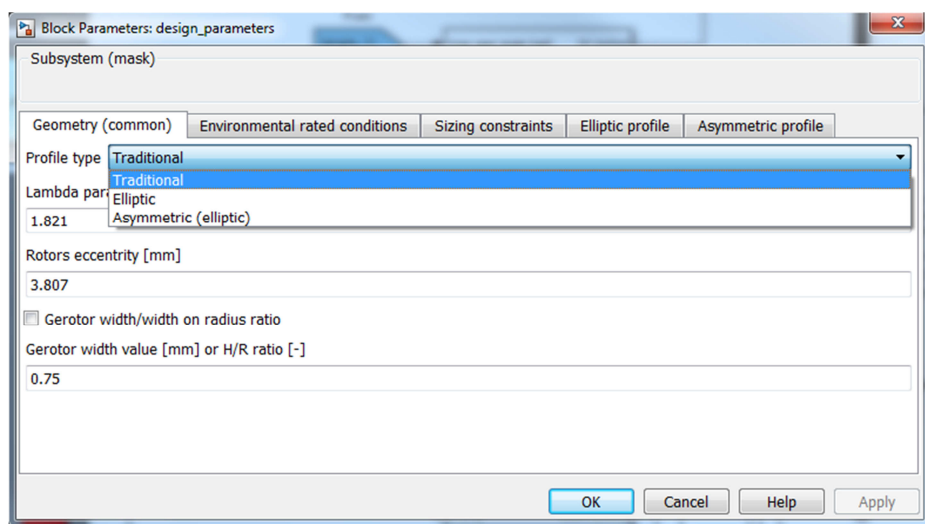 Block Parameters: design_parameters
Subsystem (mask)
Geometry (common) Environmental rated conditions Sizing constraints Elliptic profile Asymmetric profile
Profile type Traditional
Traditional
Lambda
Elliptic
1.821 Asymmetric (elliptic)
Rotors eccentrity [mm]
3.807
Gerotor width/width on radius ratio
Gerotor width value [mm] or H/R ratio [-]
0.75
OK Cancel Help Apply